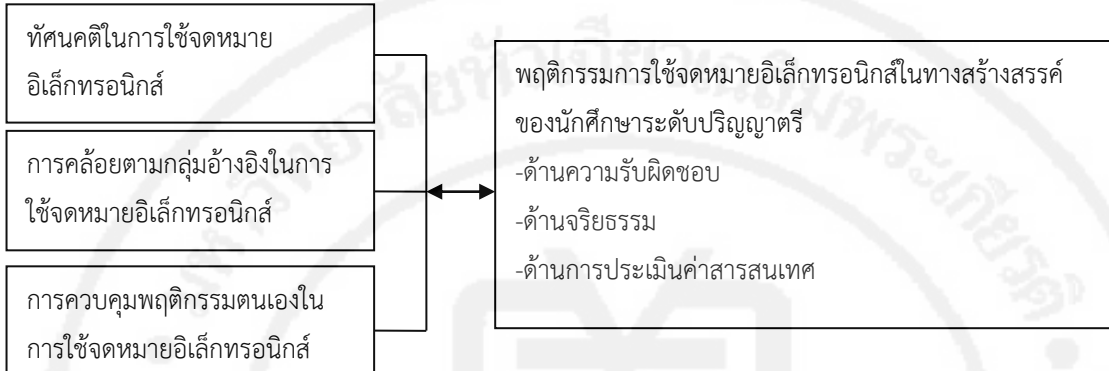 ทัศนคติในการใช้จดหมาย
อิเล็กทรอนิกส์
การคล้อยตามกลุ่มอ้างอิงในการ
ใช้จดหมายอิเล็กทรอนิกส์
การควบคุมพฤติกรรมตนเองใน
การใช้จดหมายอิเล็กทรอนิกส์
พฤติกรรมการใช้จดหมายอิเล็กทรอนิกส์ในทางสร้างสรรค์
ของนักศึกษาระดับปริญญาตรี
-ด้านความรับผิดชอบ
-ด้านจริยธรรม
-ด้านการประเมินค่าสารสนเทศ